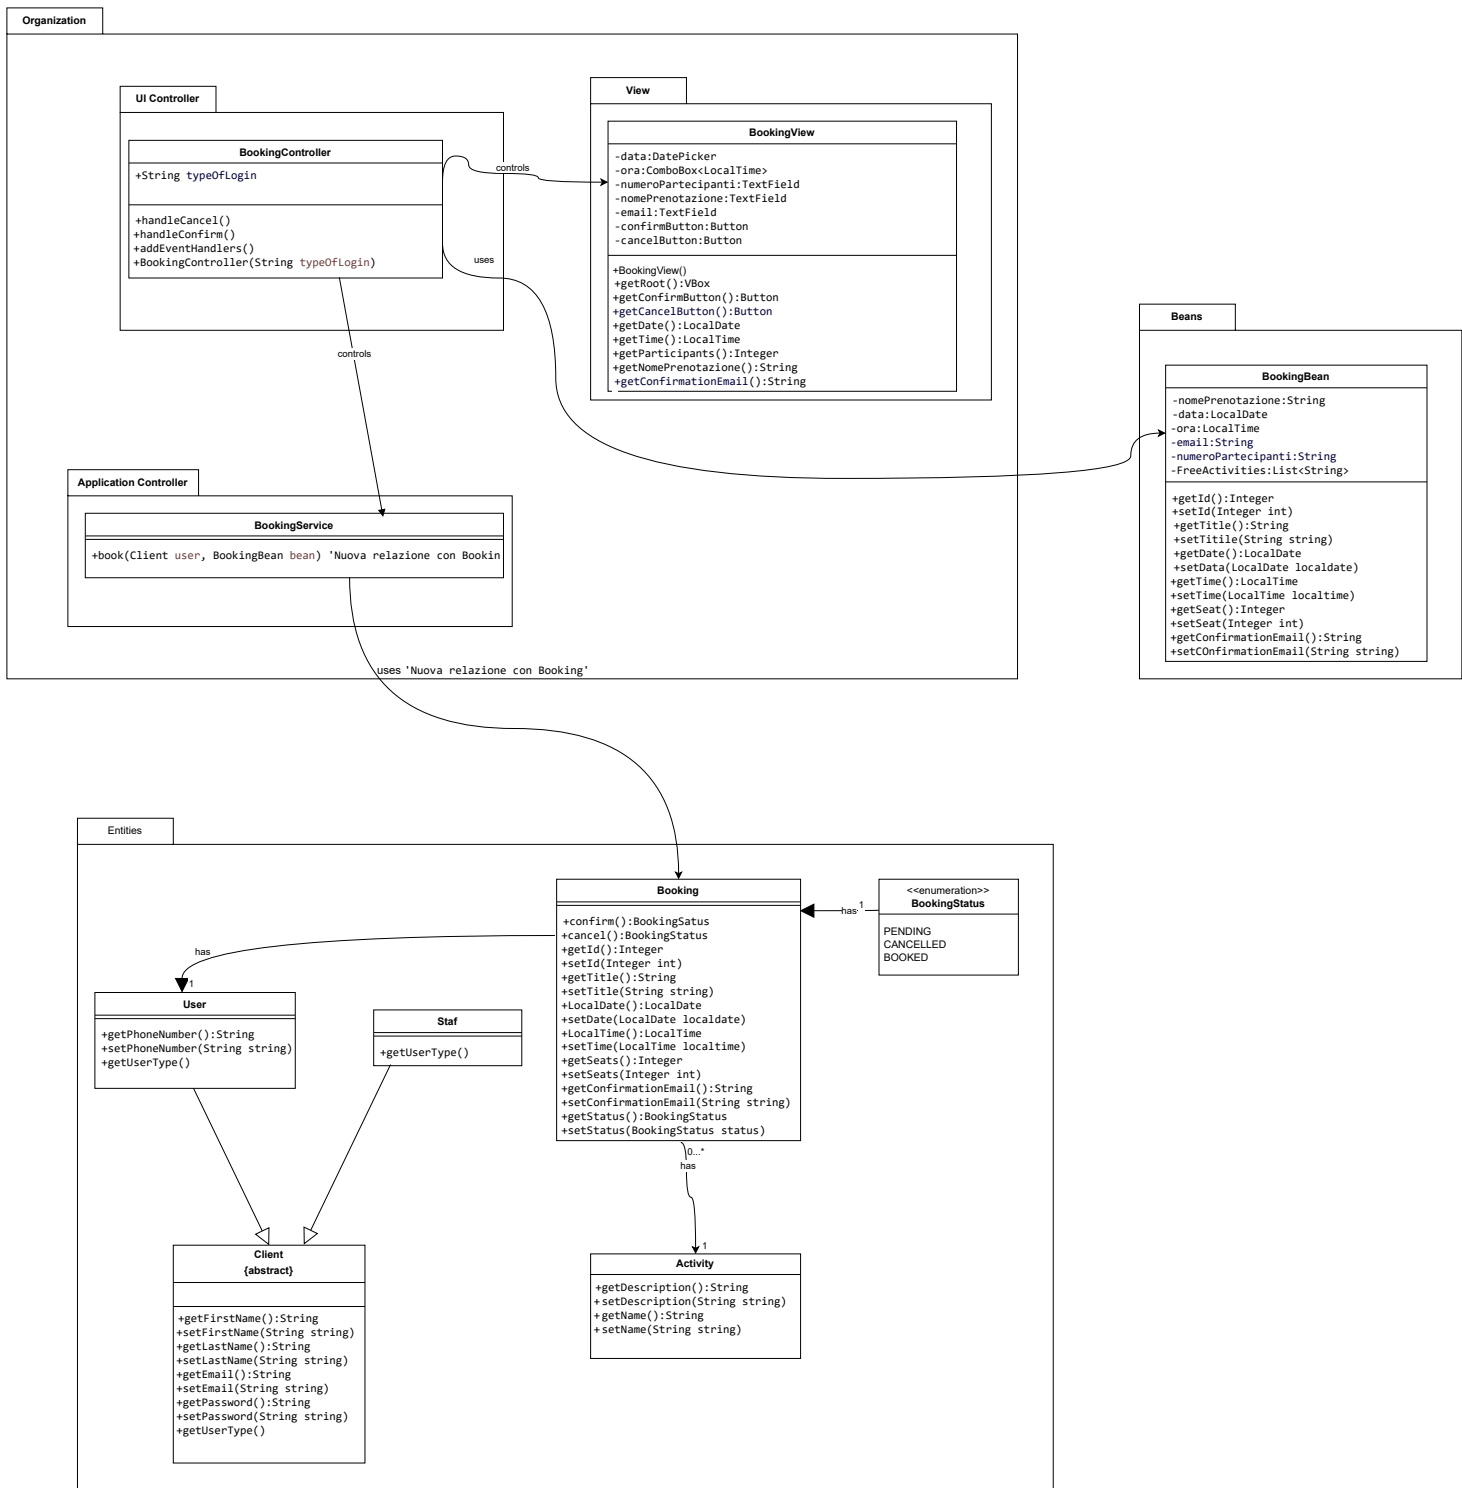 Organization
UI Controller
BookingController
+String typeOfLogin
+handleCancel()
+handleConfirm()
+addEventHandlers()
+BookingController(String typeOfLogin)
controls
uses
controls
View
BookingView
-data:DatePicker
-ora:ComboBox<LocalTime>
-numeroPartecipanti:TextField
-nomePrenotazione:TextField
-email:TextField
-confirmButton:Button
-cancelButton:Button
+BookingView()
+getRoot():VBox
+getConfirmButton():Button
+getCancelButton():Button
+getDate():LocalDate
+getTime():LocalTime
+getParticipants():Integer
+getNomePrenotazione():String
+getConfirmationEmail():String
Beans
BookingBean
-nomePrenotazione:String
-data:LocalDate
-ora:LocalTime
-email:String
-numeroPartecipanti:String
-FreeActivities:List<String>
+getId():Integer
+setId(Integer int)
+getTitle():String
+setTitile(String string)
+getDate():LocalDate
+setData(LocalDate localdate)
+getTime():LocalTime
+setTime(LocalTime localtime)
+getSeat():Integer
+setSeat(Integer int)
+getConfirmationEmail():String
+setCOnfirmationEmail(String string)
Application Controller
BookingService
+book(Client user, BookingBean bean) 'Nuova relazione con Bookin
uses 'Nuova relazione con Booking'
Entities
Booking
+confirm():BookingSatus
+cancel():BookingStatus
+getId():Integer
+setId(Integer int)
+getTitle():String
+setTitle(String string)
+LocalDate():LocalDate
+setDate(LocalDate localdate)
+LocalTime():LocalTime
+setTime(LocalTime localtime)
+getSeats():Integer
+setSeats(Integer int)
+getConfirmationEmail():String
+setConfirmationEmail(String string)
+getStatus():BookingStatus
+setStatus(BookingStatus status)
has 1
<<enumeration>>
BookingStatus
PENDING
CANCELLED
BOOKED
has
1
User
+getPhoneNumber():String
+setPhoneNumber(String string)
+getUserType()
Staf
+getUserType()
0...*
has
1
Client
{abstract}
+getFirstName():String
+setFirstName(String string)
+getLastName():String
+setLastName(String string)
+getEmail():String
+setEmail(String string)
+getPassword():String
+setPassword(String string)
+getUserType()
Activity
+getDescription():String
+setDescription(String string)
+getName():String
+setName(String string)